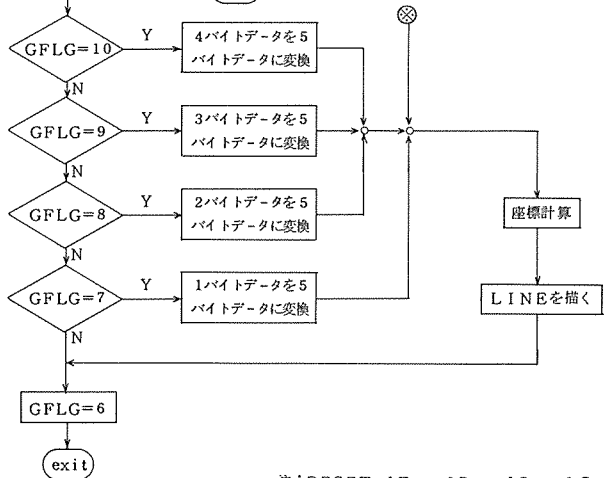 GFLG=10
Y
4バイトデータを5
バイトデータに変換
※
N
GFLG=9
Y
3バイトデータを5
バイトデータに変換
N
GFLG=8
Y
2バイトデータを5
バイトデータに変換
座標計算
N
GFLG=7
Y
1バイトデータを5
バイトデータに変換
LINEを描く
N
GFLG=6
exit